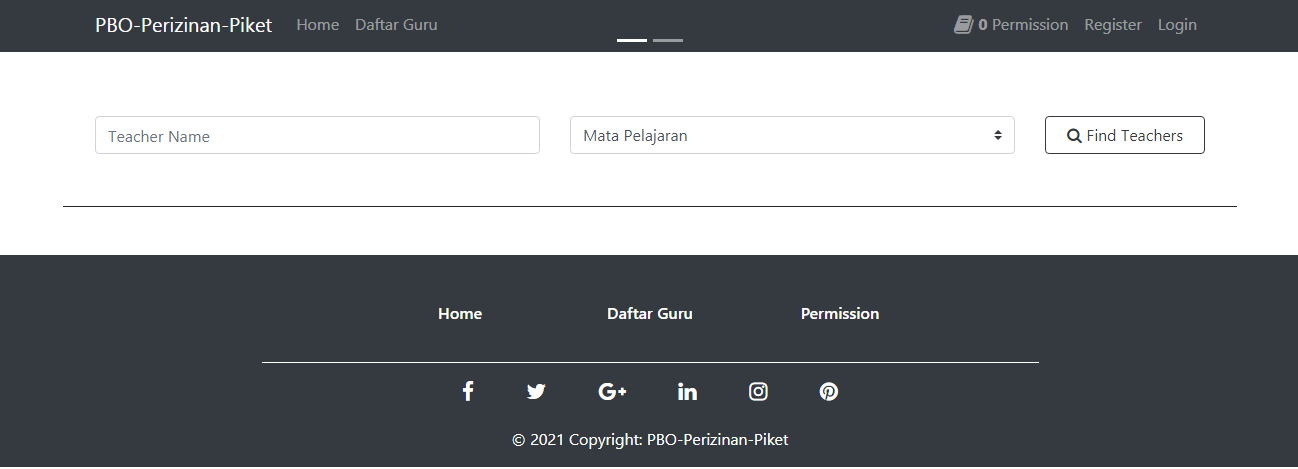 PBO-Perizinan-Piket Home Daftar Guru 0 Permission Register Login
Teacher Name Mata Pelajaran Find Teachers
Home Daftar Guru Permission
© 2021 Copyright: PBO-Perizinan-Piket